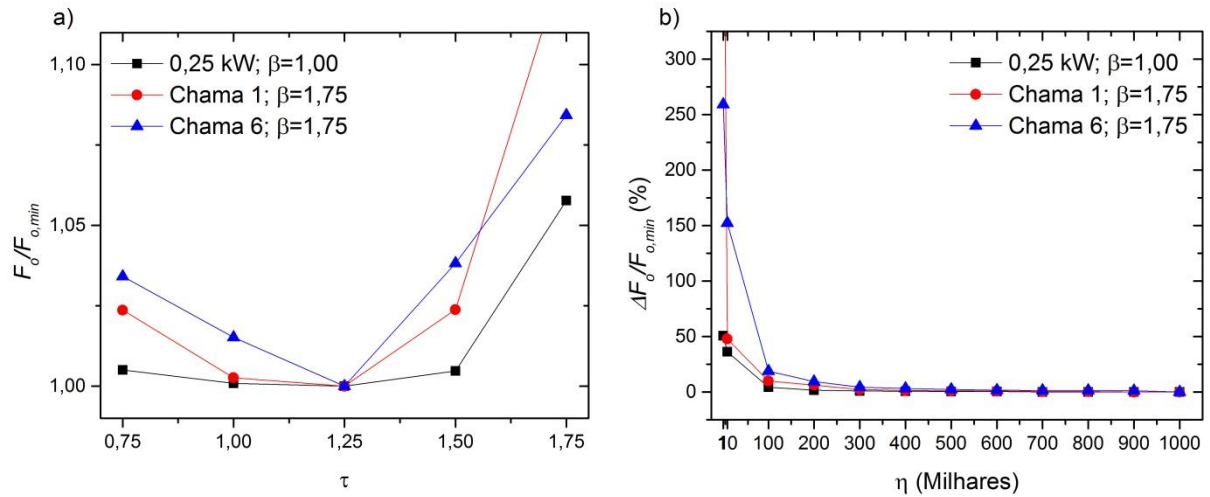 a)
F_o/F_{o,min}
1,10
1,05
1,00
0,25 kW; β=1,00
Chama 1; β=1,75
Chama 6; β=1,75
0,75 1,00 1,25 1,50 1,75
τ
b)
ΔF_o/F_{o,min} (%)
300
250
200
150
100
50
0
0,25 kW; β=1,00
Chama 1; β=1,75
Chama 6; β=1,75
1 10 100 200 300 400 500 600 700 800 900 1000
η (Milhares)